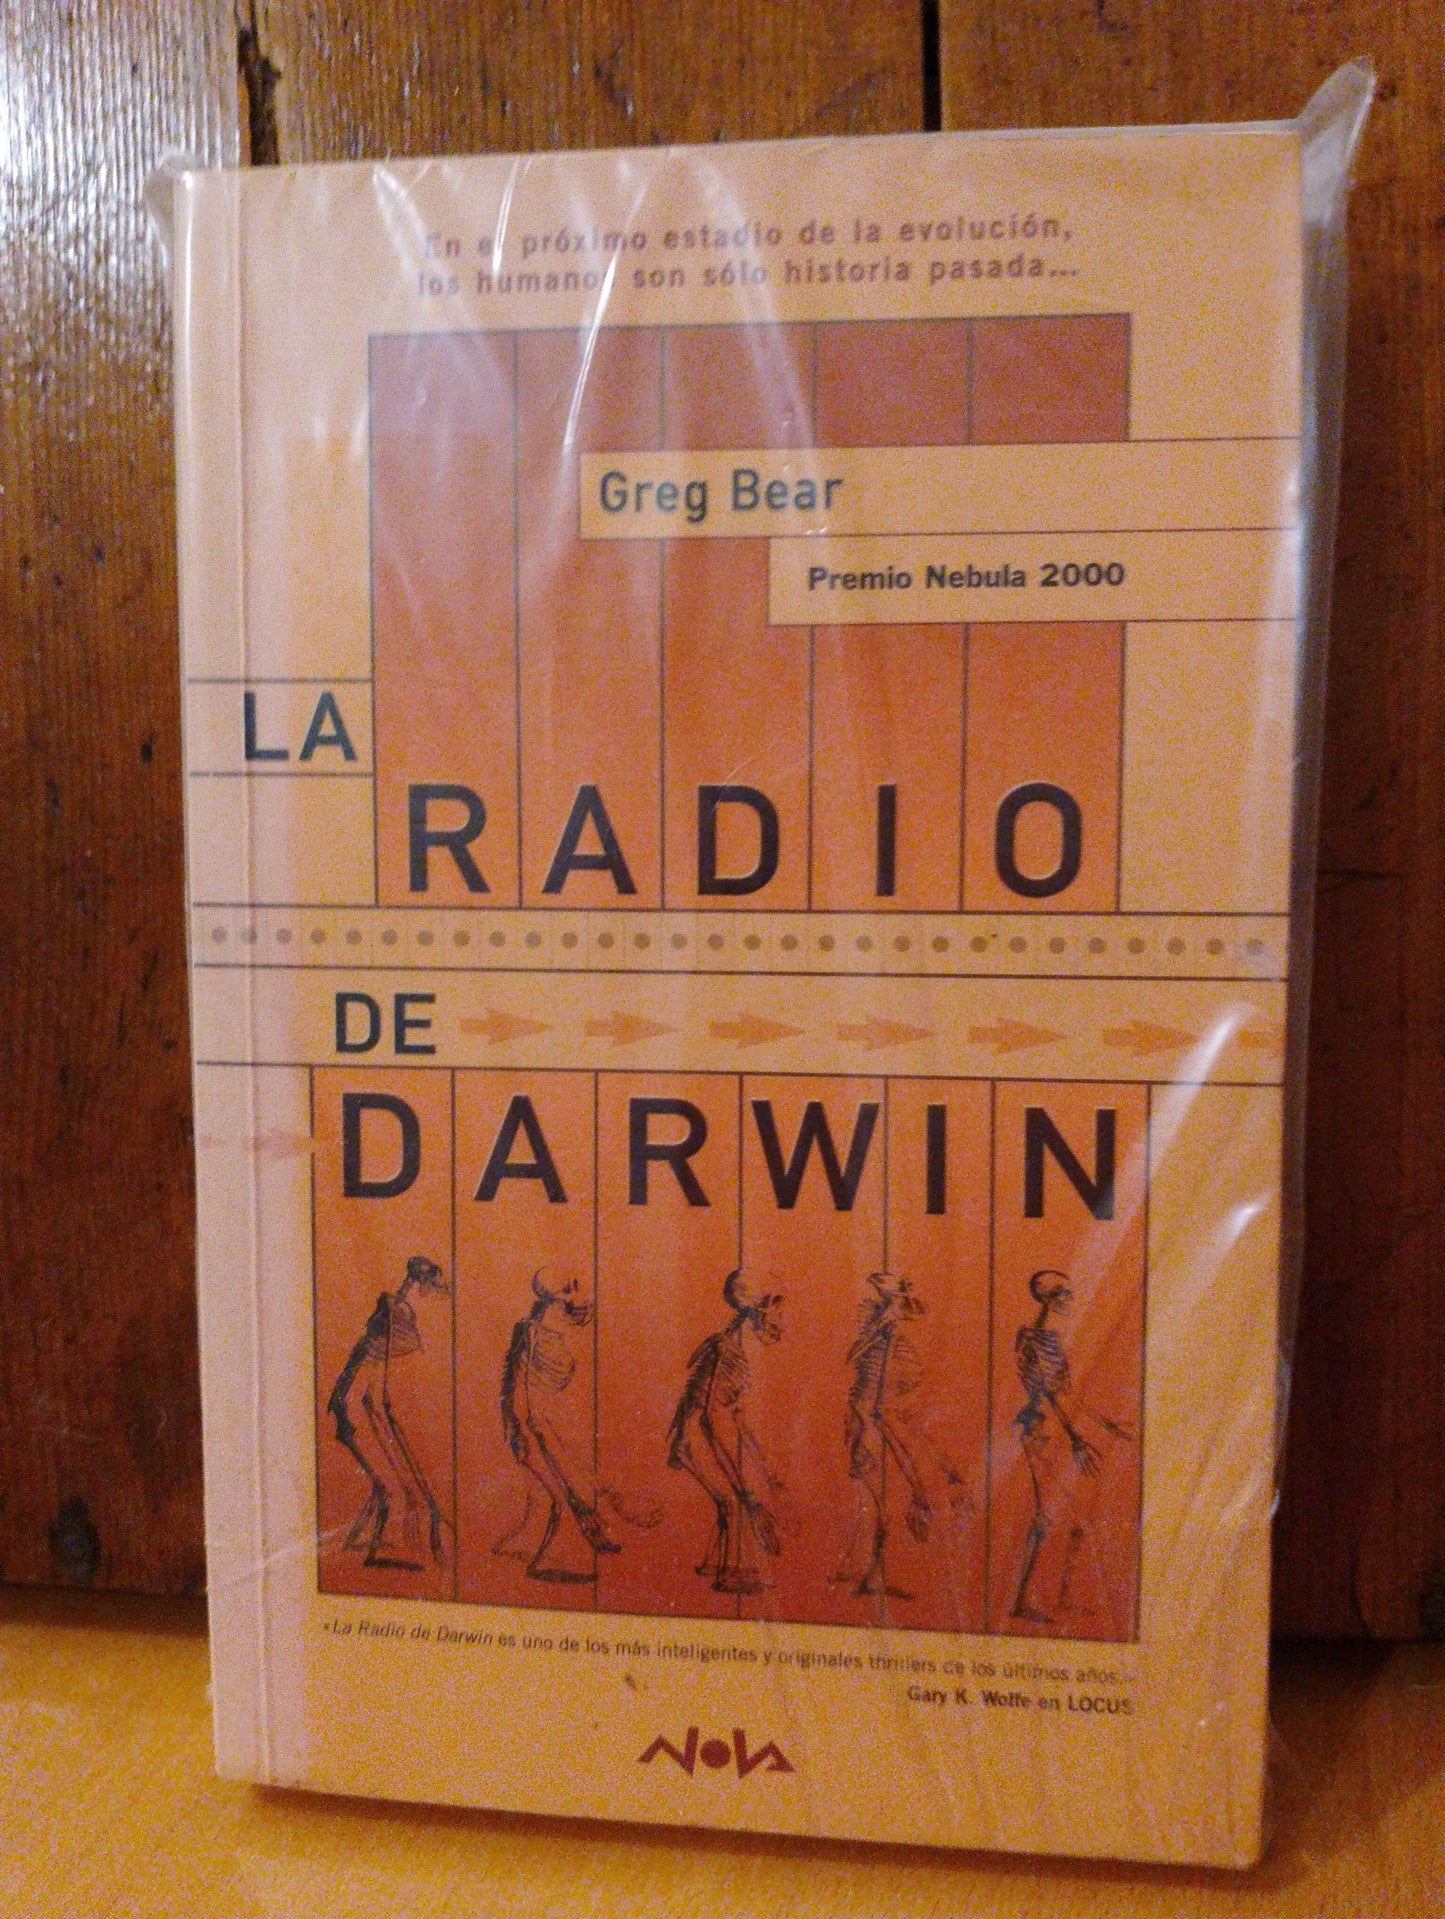 En el próximo estadio de la evolución,
los humanos son sólo historia pasada...
Greg Bear
Premio Nebula 2000
LA
RADIO
DE
DARWIN
«La Radio de Darwin es uno de los más inteligentes y originales thrillers de los últimos años.»
Gary K. Wolfe en LOCUS
NOVA